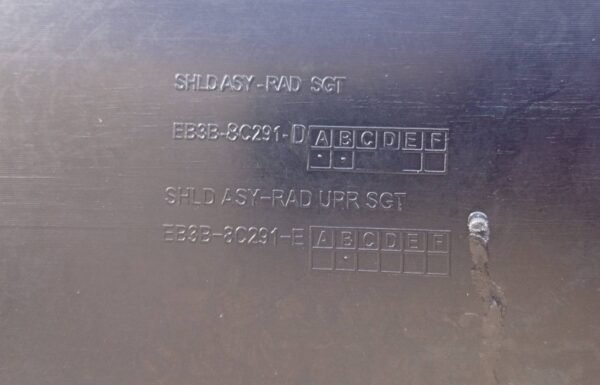 SHLD ASY-RAD SGT
EB3B-8C291-D A B C D E F
SHLD ASY-RAD UPR SGT
EB3B-8C291-E A B C D E F